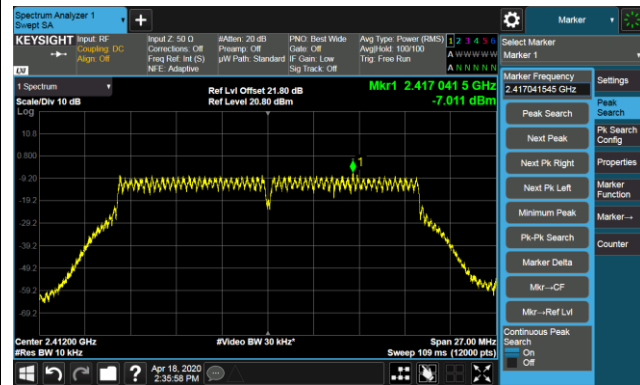 Spectrum Analyzer 1
Swept SA
+
Marker
KEYSIGHT
Input: RF
Coupling: DC
Align: Off
Input Z: 50 Ω
Corrections: Off
Freq Ref: Int (S)
NFE: Adaptive
#Atten: 20 dB
Preamp: Off
µW Path: Standard
PNO: Best Wide
Gate: Off
IF Gain: Low
Sig Track: Off
Avg Type: Power (RMS)
Avg|Hold: 100/100
Trig: Free Run
1 2 3 4 5 6
A W W W W W
A N N N N N
LXI
Select Marker
Marker 1
1 Spectrum
Scale/Div 10 dB
Log
Ref Lvl Offset 21.80 dB
Ref Level 20.80 dBm
Mkr1 2.417 041 5 GHz
-7.011 dBm
10.8
0.800
-9.20
-19.2
-29.2
-39.2
-49.2
-59.2
-69.2
1
Center 2.41200 GHz
#Res BW 10 kHz
#Video BW 30 kHz*
Span 27.00 MHz
Sweep 109 ms (12000 pts)
Marker Frequency
2.417041545 GHz
Peak Search
Next Peak
Next Pk Right
Next Pk Left
Minimum Peak
Pk-Pk Search
Marker Delta
Mkr→CF
Mkr→Ref Lvl
Continuous Peak
Search
On
Off
Settings
Peak
Search
Pk Search
Config
Properties
Marker
Function
Marker→
Counter
?
Apr 18, 2020
2:35:58 PM